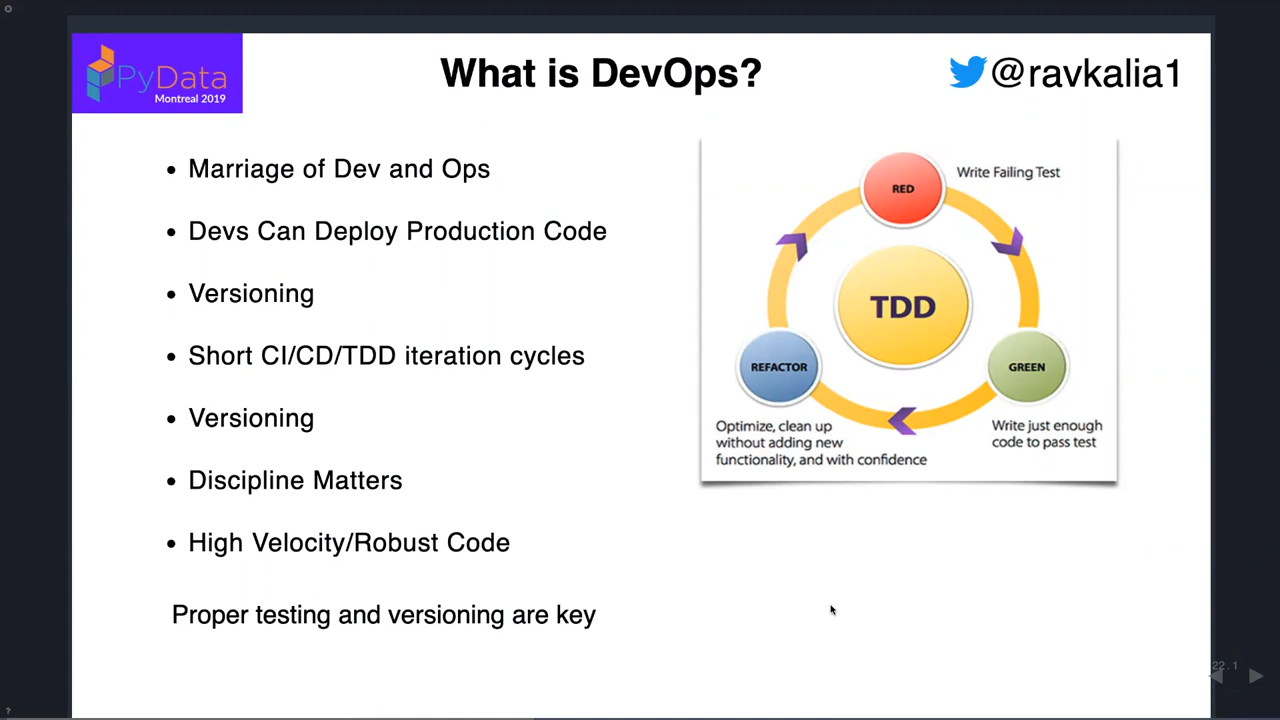 PyData
Montreal 2019
What is DevOps?
@ravkalia1
• Marriage of Dev and Ops
• Devs Can Deploy Production Code
• Versioning
• Short CI/CD/TDD iteration cycles
• Versioning
• Discipline Matters
• High Velocity/Robust Code
Proper testing and versioning are key
RED
Write Failing Test
TDD
REFACTOR
GREEN
Optimize, clean up
without adding new
functionality, and with confidence
Write just enough
code to pass test
22.1
?